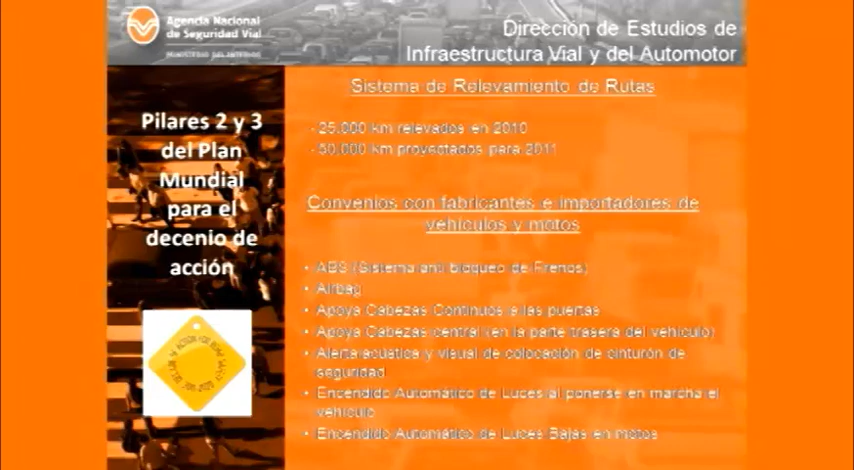 Agencia Nacional
de Seguridad Vial
MINISTERIO DEL INTERIOR
Dirección de Estudios de
Infraestructura Vial y del Automotor
Pilares 2 y 3
del Plan
Mundial
para el
decenio de
acción
Sistema de Relevamiento de Rutas
- 25.000 km relevados en 2010
- 50.000 km proyectados para 2011
Convenios con fabricantes e importadores de
vehículos y motos
• ABS (Sistema anti bloqueo de Frenos)
• Airbag
• Apoya Cabezas Continuos a las puertas
• Apoya Cabezas central (en la parte trasera del vehículo)
• Alerta acústica y visual de colocación de cinturón de
seguridad
• Encendido Automático de Luces al ponerse en marcha el
vehículo
• Encendido Automático de Luces Bajas en motos